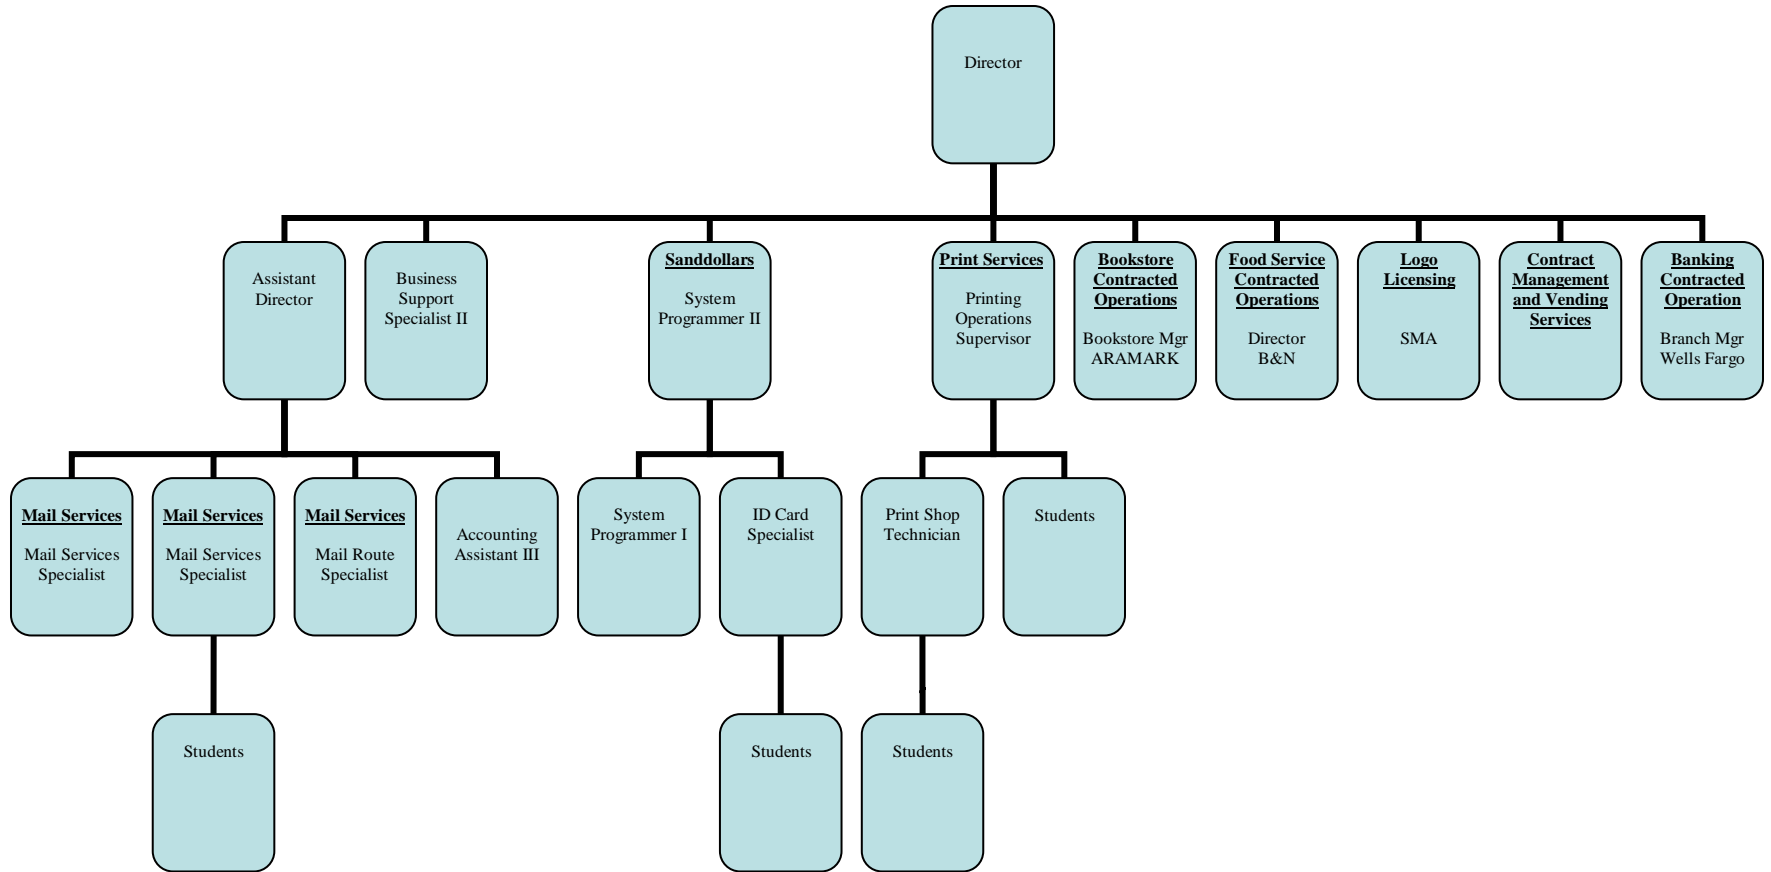 Director
Assistant
Director
Business
Support
Specialist II
Sanddollars
System
Programmer II
Print Services
Printing
Operations
Supervisor
Bookstore
Contracted
Operations
Bookstore Mgr
ARAMARK
Food Service
Contracted
Operations
Director
B&N
Logo
Licensing
SMA
Contract
Management
and Vending
Services
Banking
Contracted
Operation
Branch Mgr
Wells Fargo
Mail Services
Mail Services
Specialist
Mail Services
Mail Services
Specialist
Mail Services
Mail Route
Specialist
Accounting
Assistant III
System
Programmer I
ID Card
Specialist
Print Shop
Technician
Students
Students
Students
Students